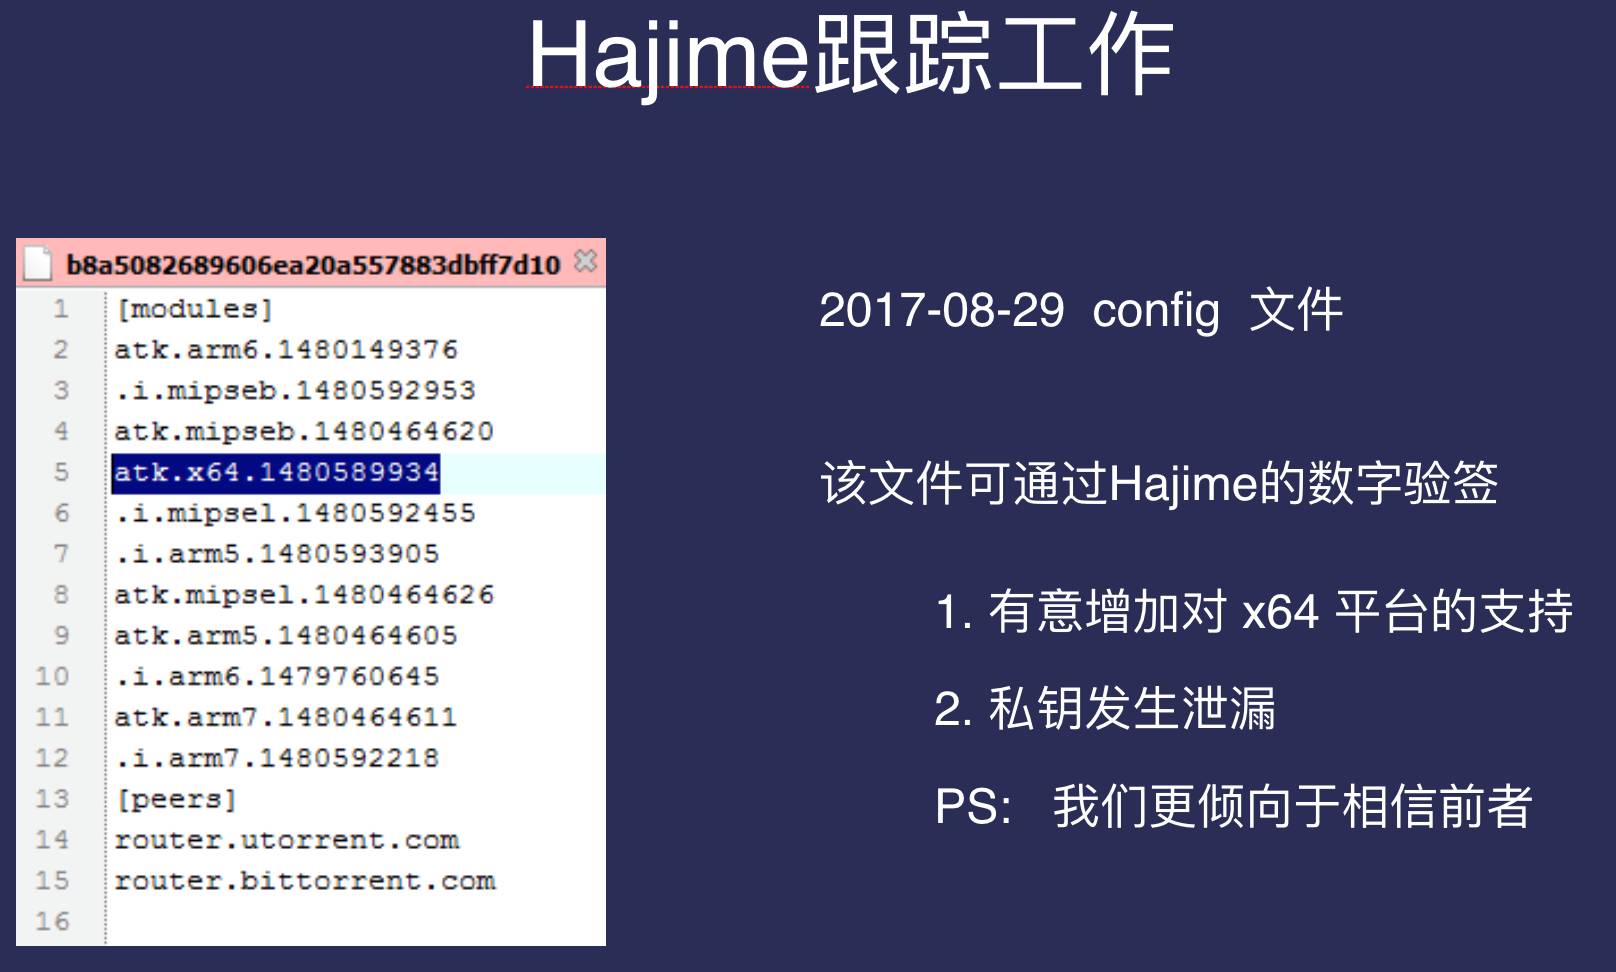 Hajime跟踪工作
b8a5082689606ea20a557883dbff7d10
1 [modules]
2 atk.arm6.1480149376
3 .i.mipseb.1480592953
4 atk.mipseb.1480464620
5 atk.x64.1480589934
6 .i.mipsel.1480592455
7 .i.arm5.1480593905
8 atk.mipsel.1480464626
9 atk.arm5.1480464605
10 .i.arm6.1479760645
11 atk.arm7.1480464611
12 .i.arm7.1480592218
13 [peers]
14 router.utorrent.com
15 router.bittorrent.com
16
2017-08-29 config 文件
该文件可通过Hajime的数字验签
1. 有意增加对 x64 平台的支持
2. 私钥发生泄漏
PS: 我们更倾向于相信前者